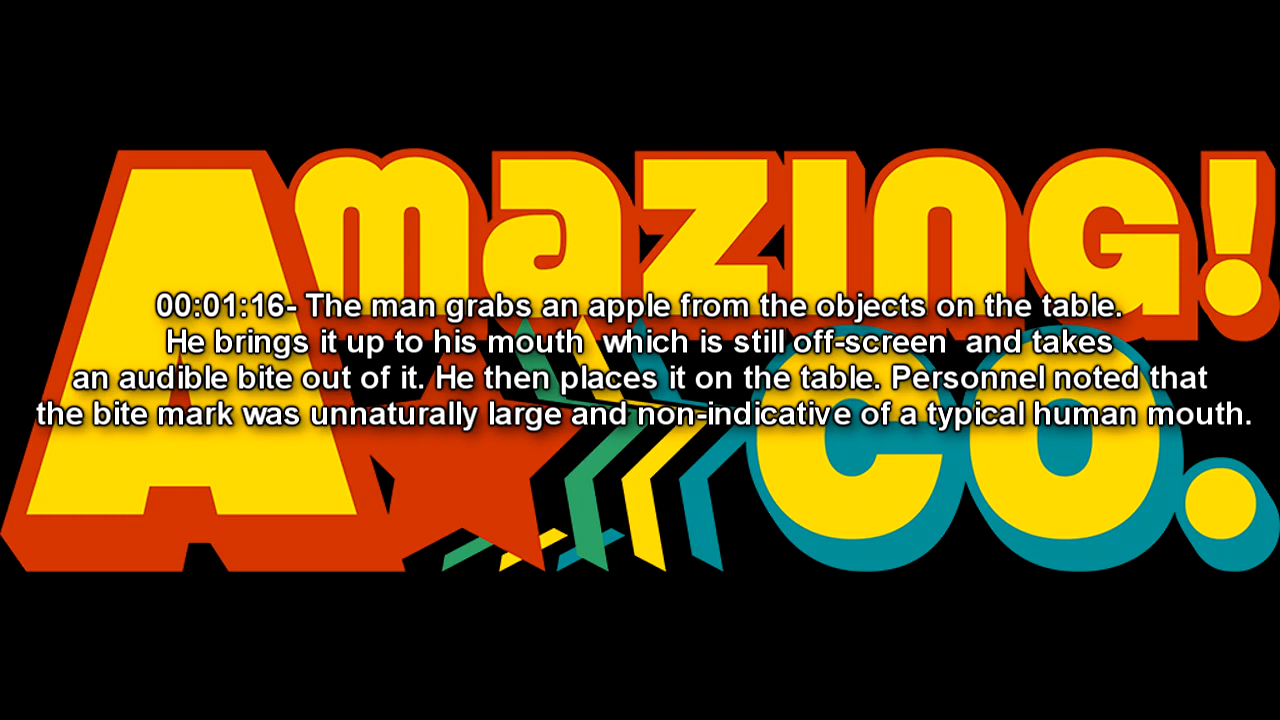 AmaZING!
CO.
00:01:16- The man grabs an apple from the objects on the table.
He brings it up to his mouth  which is still off-screen  and takes
an audible bite out of it. He then places it on the table. Personnel noted that
the bite mark was unnaturally large and non-indicative of a typical human mouth.